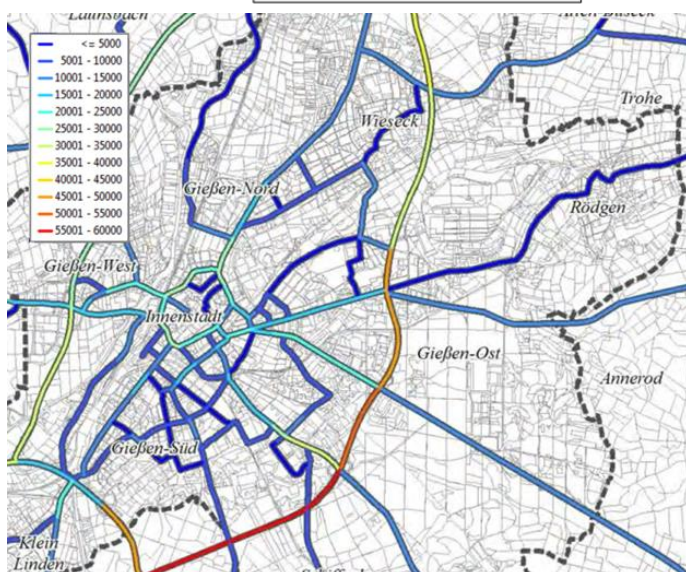 <= 5000
5001 - 10000
10001 - 15000
15001 - 20000
20001 - 25000
25001 - 30000
30001 - 35000
35001 - 40000
40001 - 45000
45001 - 50000
50001 - 55000
55001 - 60000
Trohe
Wieseck
Gießen-Nord
Rödgen
Gießen-West
Innenstadt
Gießen-Ost
Annerod
Gießen-Süd
Klein
Linden